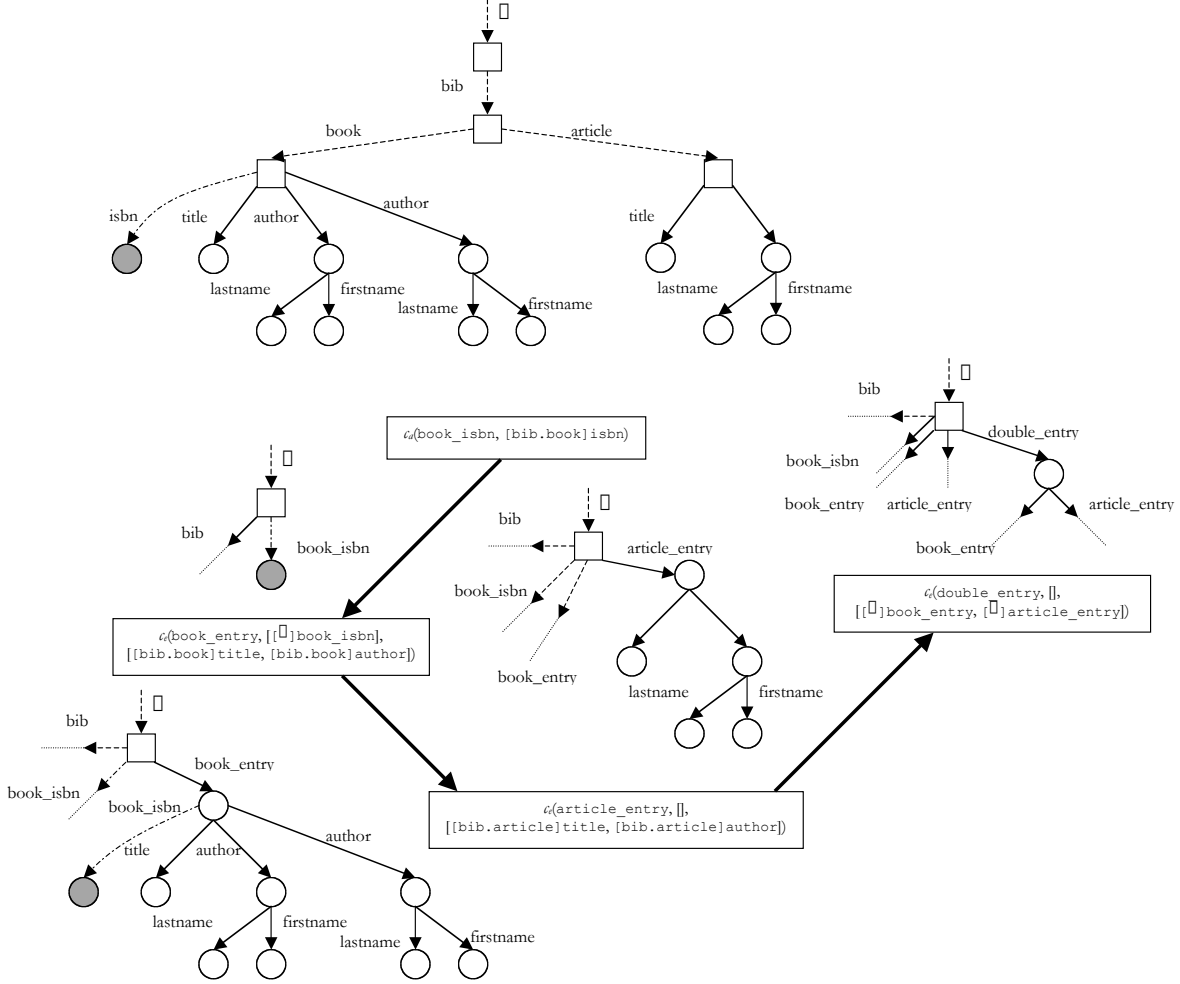 bib
book
article
isbn
title
author
author
title
lastname
firstname
lastname
firstname
lastname
firstname
bib
double_entry
book_isbn
book_entry
article_entry
article_entry
book_entry
𝒸ₐ(book_isbn, [bib.book]isbn)
bib
book_isbn
bib
article_entry
book_isbn
book_entry
lastname
firstname
𝒸ₑ(double_entry, [],
[[▯]book_entry, [▯]article_entry])
𝒸ₑ(book_entry, [[▯]book_isbn],
[[bib.book]title, [bib.book]author])
bib
book_entry
book_isbn
book_isbn
title
author
author
lastname
firstname
lastname
firstname
𝒸ₑ(article_entry, [],
[[bib.article]title, [bib.article]author])